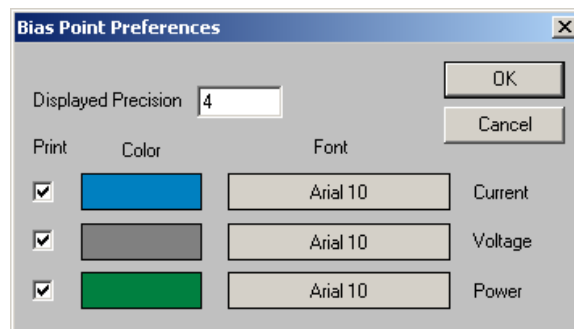 Bias Point Preferences
OK
Displayed Precision 4
Cancel
Print Color Font
Arial 10 Current
Arial 10 Voltage
Arial 10 Power